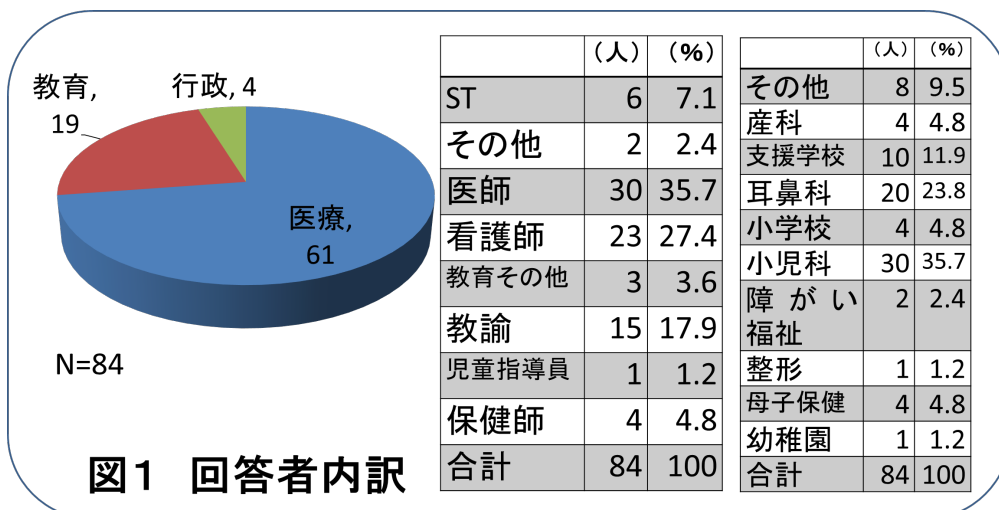 教育,
19
行政, 4
医療,
61
N=84
図1 回答者内訳
（人） （%）
ST 6 7.1
その他 2 2.4
医師 30 35.7
看護師 23 27.4
教育その他 3 3.6
教諭 15 17.9
児童指導員 1 1.2
保健師 4 4.8
合計 84 100
（人） （%）
その他 8 9.5
産科 4 4.8
支援学校 10 11.9
耳鼻科 20 23.8
小学校 4 4.8
小児科 30 35.7
障がい 2 2.4
福祉
整形 1 1.2
母子保健 4 4.8
幼稚園 1 1.2
合計 84 100